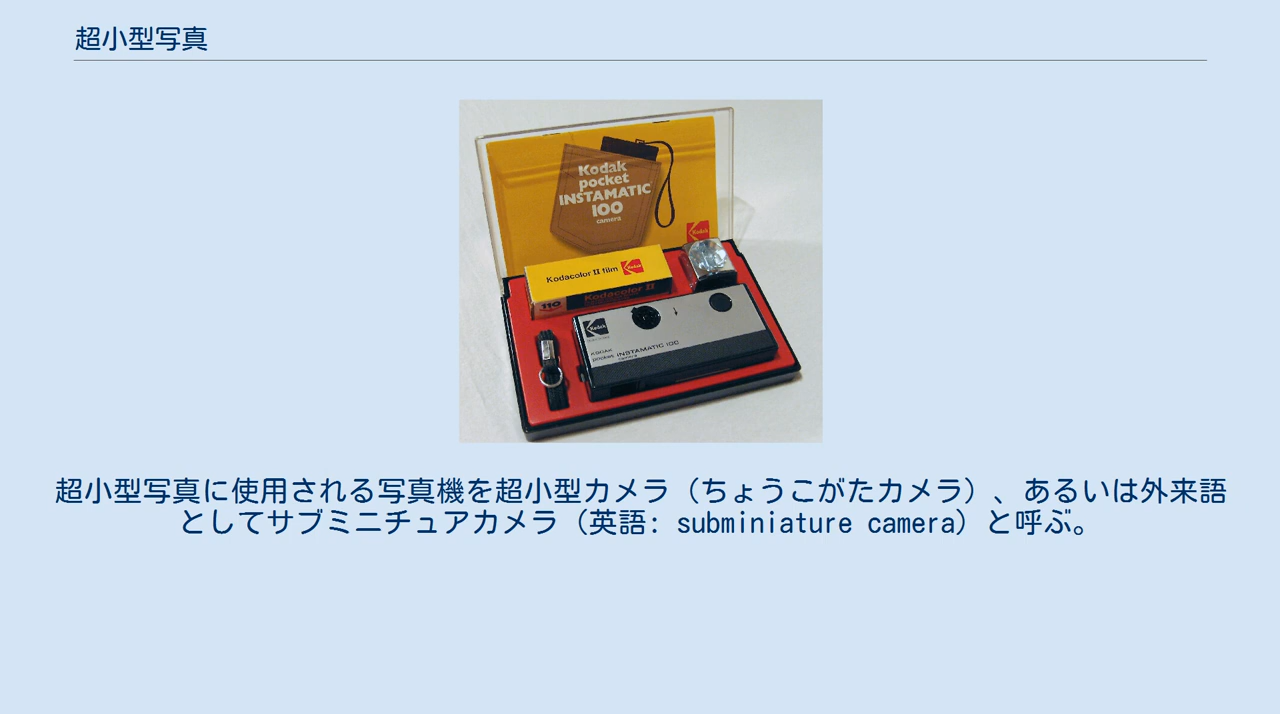 超小型写真
Kodak
pocket
INSTAMATIC
100
camera
Kodak
Kodacolor II film
Kodak
110
Kodacolor II
Kodak
KODAK
pocket INSTAMATIC 100
camera
超小型写真に使用される写真機を超小型カメラ（ちょうこがたカメラ）、あるいは外来語
としてサブミニチュアカメラ（英語: subminiature camera）と呼ぶ。